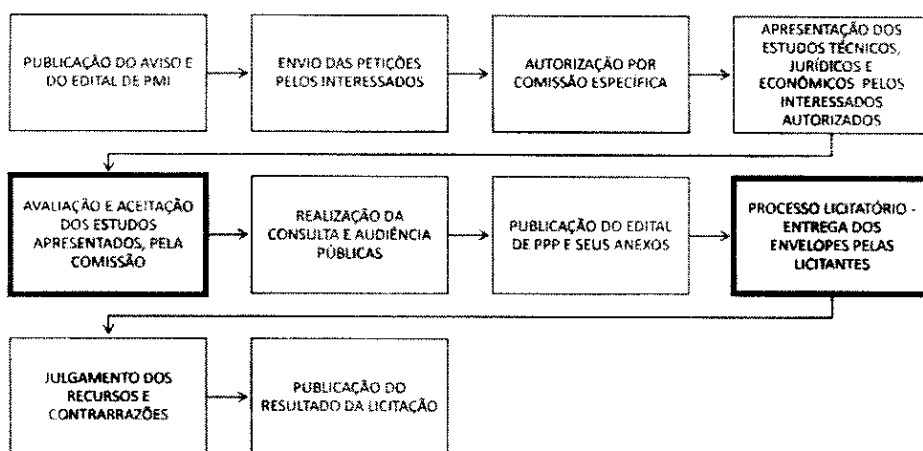 PUBLICAÇÃO DO AVISO E
DO EDITAL DE PMI
ENVIO DAS PETIÇÕES
PELOS INTERESSADOS
AUTORIZAÇÃO POR
COMISSÃO ESPECÍFICA
APRESENTAÇÃO DOS
ESTUDOS TÉCNICOS,
JURÍDICOS E
ECONÔMICOS PELOS
INTERESSADOS
AUTORIZADOS
AVALIAÇÃO E ACEITAÇÃO
DOS ESTUDOS
APRESENTADOS, PELA
COMISSÃO
REALIZAÇÃO DA
CONSULTA E AUDIÊNCIA
PÚBLICAS
PUBLICAÇÃO DO EDITAL
DE PPP E SEUS ANEXOS
PROCESSO LICITATÓRIO -
ENTREGA DOS
ENVELOPES PELAS
LICITANTES
JULGAMENTO DOS
RECURSOS E
CONTRARRAZÕES
PUBLICAÇÃO DO
RESULTADO DA LICITAÇÃO